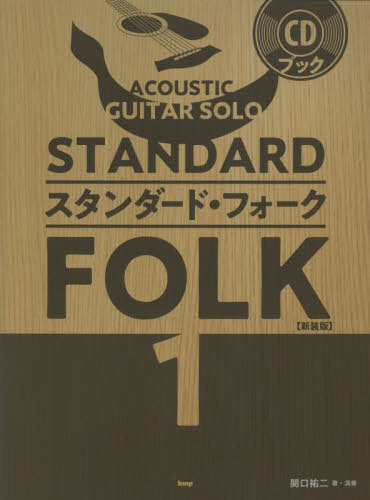 CD
ブック
ACOUSTIC
GUITAR SOLO
STANDARD
スタンダード・フォーク
FOLK
【新装版】
1
kmp
関口祐二 著・演奏